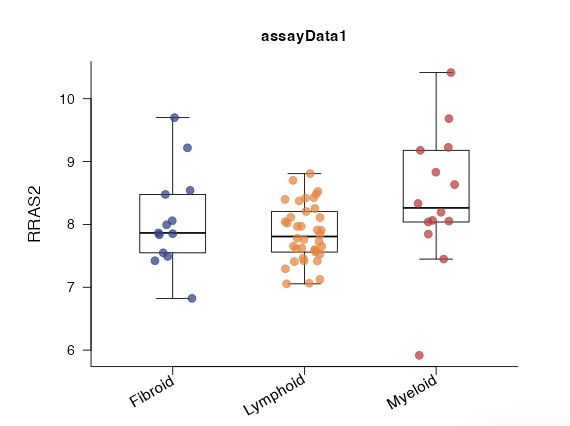 assayData1
RRAS2
10
9
8
7
6
Fibroid
Lymphoid
Myeloid